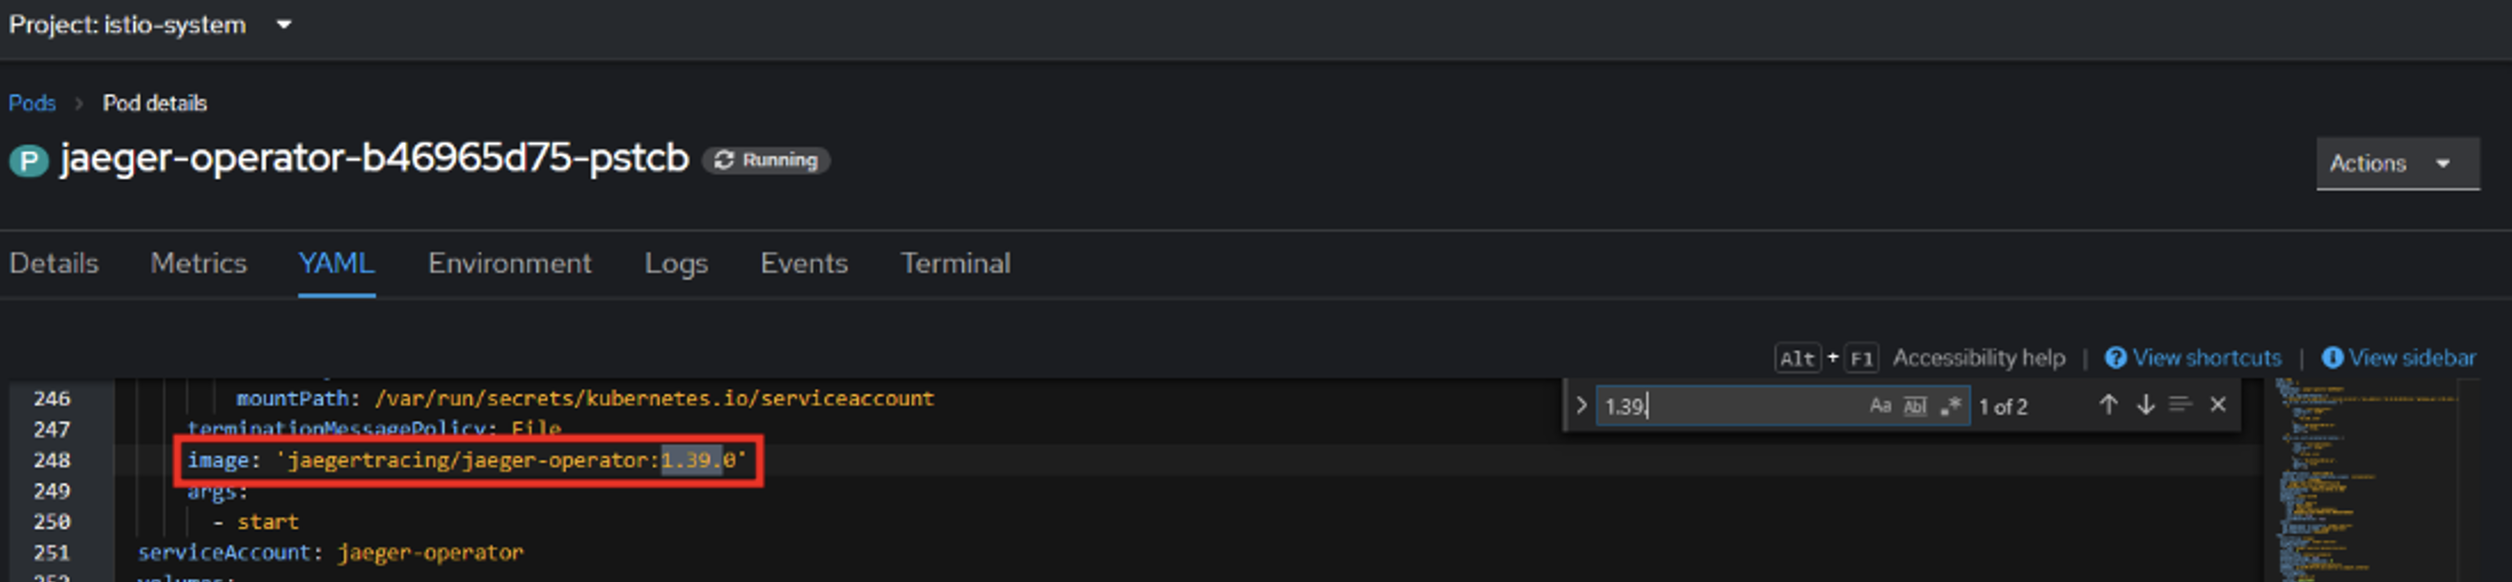 Project: istio-system
Pods > Pod details
P jaeger-operator-b46965d75-pstcb Running
Actions
Details Metrics YAML Environment Logs Events Terminal
Alt + F1 Accessibility help | View shortcuts | View sidebar
246 mountPath: /var/run/secrets/kubernetes.io/serviceaccount
1.39. Aa Abl .* 1 of 2
247 terminationMessagePolicy: File
248 image: 'jaegertracing/jaeger-operator:1.39.0'
249 args:
250 - start
251 serviceAccount: jaeger-operator
252 volumes: